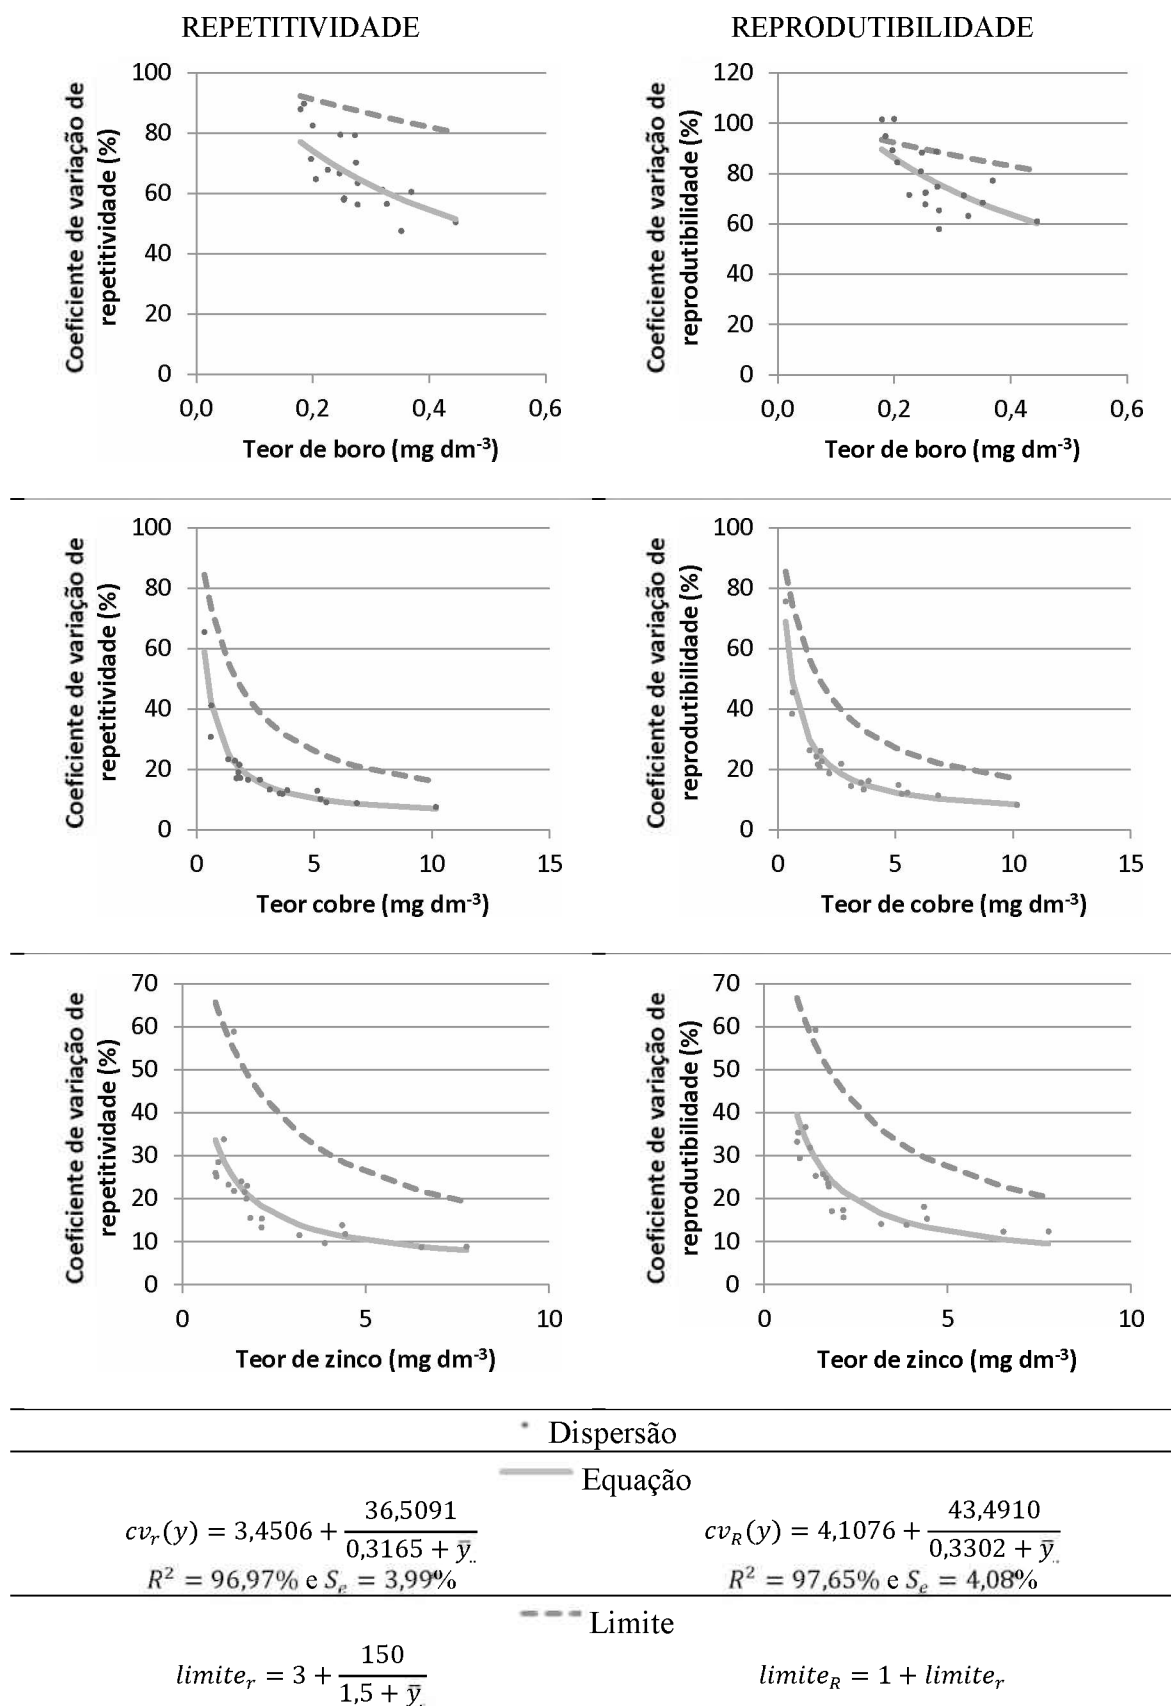 REPETITIVIDADE
REPRODUTIBILIDADE
Coeficiente de variação de
repetitividade (%)
100
80
60
40
20
0
0,0 0,2 0,4 0,6
Teor de boro (mg dm⁻³)
Coeficiente de variação de
reprodutibilidade (%)
120
100
80
60
40
20
0
0,0 0,2 0,4 0,6
Teor de boro (mg dm⁻³)
Coeficiente de variação de
repetitividade (%)
100
80
60
40
20
0
0 5 10 15
Teor cobre (mg dm⁻³)
Coeficiente de variação de
reprodutibilidade (%)
100
80
60
40
20
0
0 5 10 15
Teor de cobre (mg dm⁻³)
Coeficiente de variação de
repetitividade (%)
70
60
50
40
30
20
10
0
0 5 10
Teor de zinco (mg dm⁻³)
Coeficiente de variação de
reprodutibilidade (%)
70
60
50
40
30
20
10
0
0 5 10
Teor de zinco (mg dm⁻³)
Dispersão
Equação
cv_r(y) = 3,4506 + 36,5091 / (0,3165 + ȳ..)
R² = 96,97% e S_e = 3,99%
cv_R(y) = 4,1076 + 43,4910 / (0,3302 + ȳ..)
R² = 97,65% e S_e = 4,08%
Limite
limite_r = 3 + 150 / (1,5 + ȳ..)
limite_R = 1 + limite_r